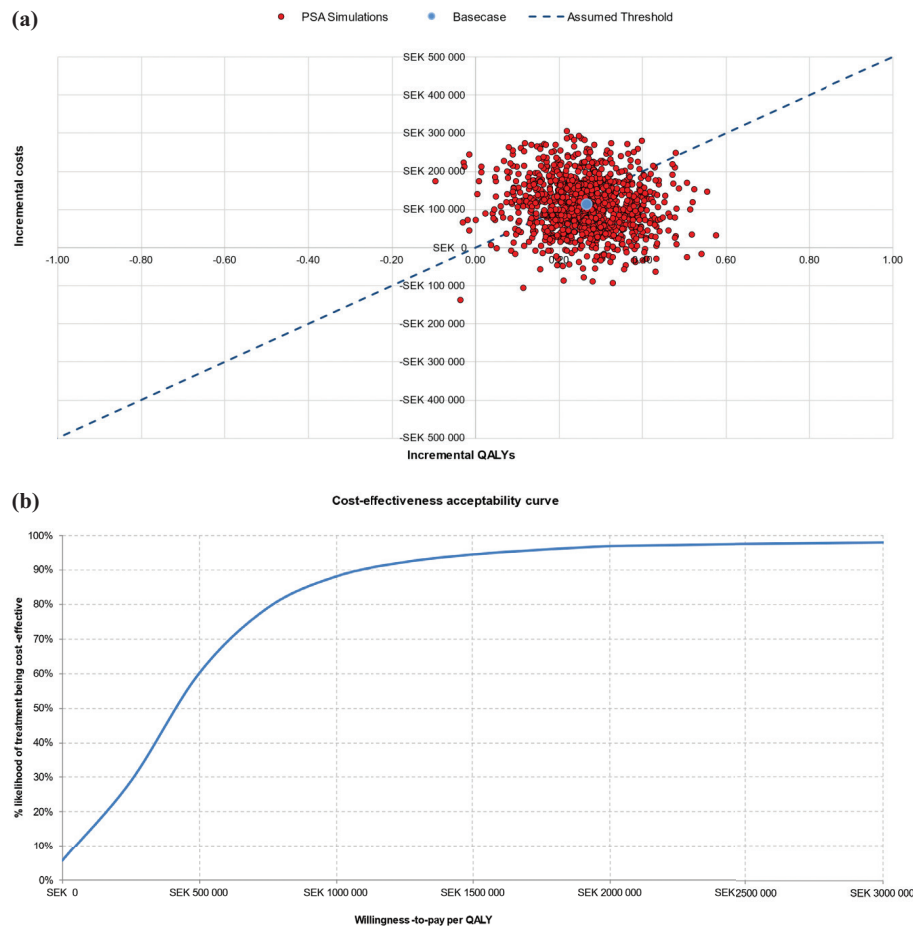 (a)
PSA Simulations Basecase Assumed Threshold
SEK 500 000
SEK 400 000
SEK 300 000
SEK 200 000
SEK 100 000
SEK 0
-1.00 -0.80 -0.60 -0.40 -0.20 0.00 0.20 0.40 0.60 0.80 1.00
-SEK 100 000
-SEK 200 000
-SEK 300 000
-SEK 400 000
-SEK 500 000
Incremental costs
Incremental QALYs
(b)
Cost-effectiveness acceptability curve
100%
90%
80%
70%
60%
50%
40%
30%
20%
10%
0%
% likelihood of treatment being cost -effective
SEK 0 SEK 500 000 SEK 1000 000 SEK 1500 000 SEK 2000 000 SEK2500 000 SEK 3000 000
Willingness -to-pay per QALY